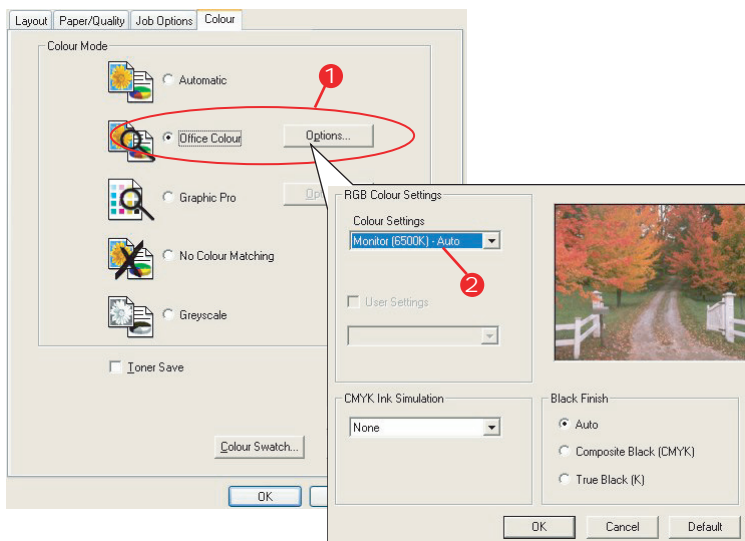 Layout Paper/Quality Job Options Colour
Colour Mode
Automatic
1
Office Colour
Options...
Graphic Pro
No Colour Matching
Greyscale
Toner Save
Colour Swatch...
OK
RGB Colour Settings
Colour Settings
Monitor (6500K) - Auto
2
User Settings
CMYK Ink Simulation
None
Black Finish
Auto
Composite Black (CMYK)
True Black (K)
OK Cancel Default